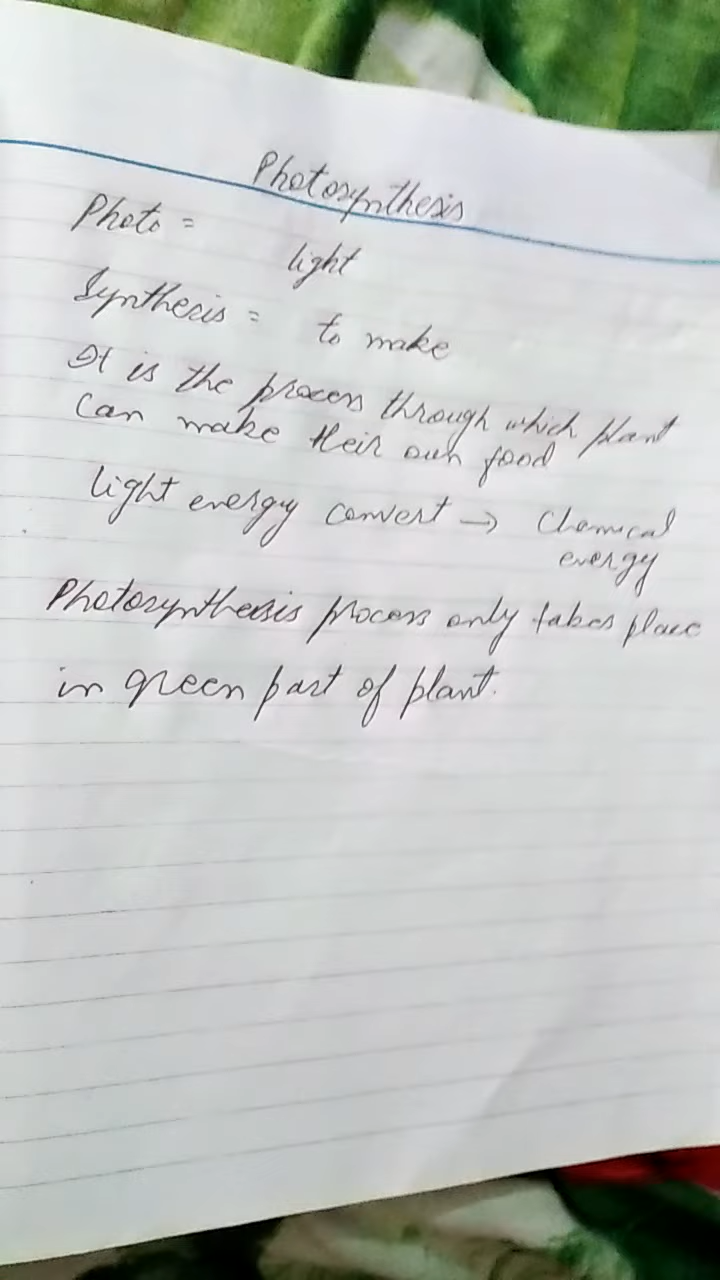 Photosynthesis
Photo = light
Synthesis = to make
It is the process through which plant
can make their own food
light energy convert → Chemical
energy
Photosynthesis process only takes place
in green part of plant.